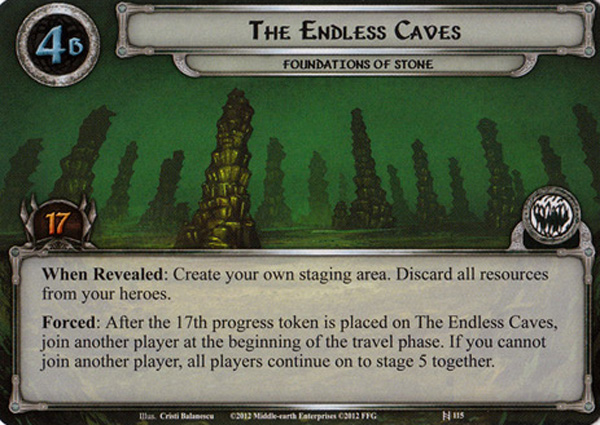 4B
THE ENDLESS CAVES
FOUNDATIONS OF STONE
17
When Revealed: Create your own staging area. Discard all resources
from your heroes.
Forced: After the 17th progress token is placed on The Endless Caves,
join another player at the beginning of the travel phase. If you cannot
join another player, all players continue on to stage 5 together.
Illus. Cristi Balanescu ©2012 Middle-earth Enterprises ©2012 FFG 115